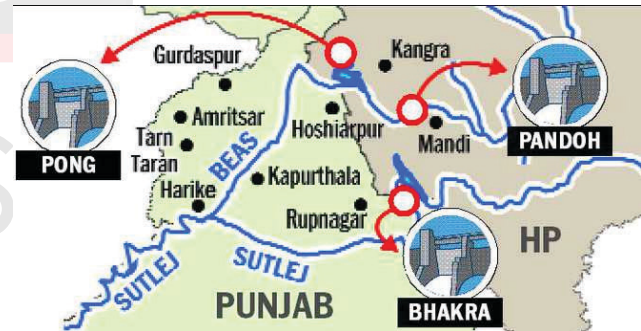 Gurdaspur
Kangra
Amritsar
Tarn
Taran
Hoshiarpur
Mandi
PONG
PANDOH
BEAS
Harike
Kapurthala
Rupnagar
HP
SUTLEJ
SUTLEJ
PUNJAB
BHAKRA